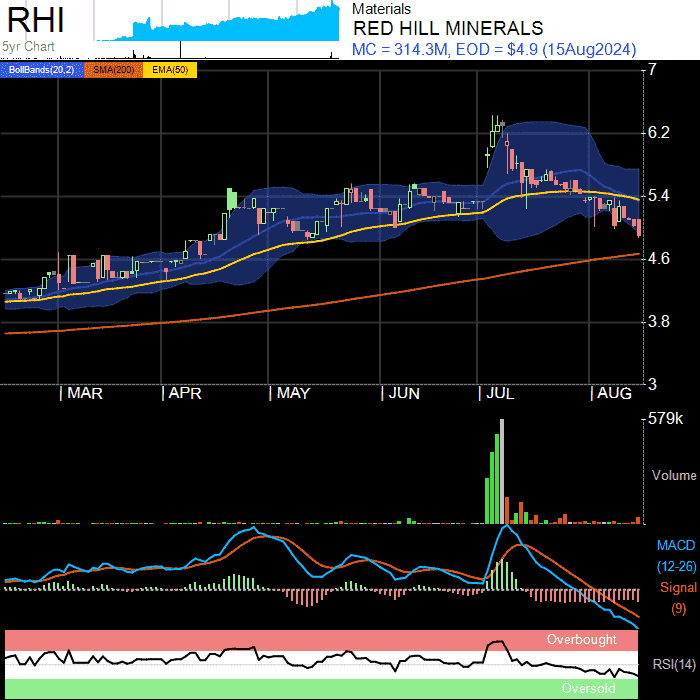 RHI
5yr Chart
Materials
RED HILL MINERALS
MC = 314.3M, EOD = $4.9 (15Aug2024)
BollBands(20,2) SMA(200) EMA(50)
7
6.2
5.4
4.6
3.8
3
MAR APR MAY JUN JUL AUG
579k
Volume
MACD
(12-26)
Signal
(9)
Overbought
RSI(14)
Oversold